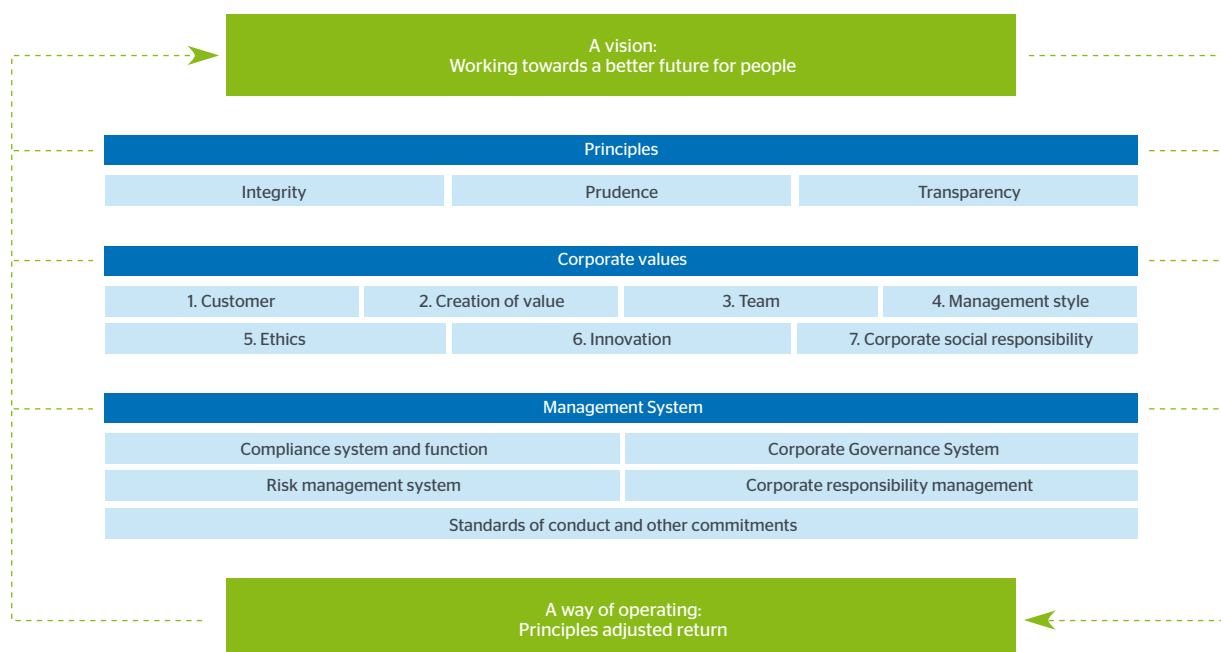 A vision:
Working towards a better future for people
Principles
Integrity
Prudence
Transparency
Corporate values
1. Customer
2. Creation of value
3. Team
4. Management style
5. Ethics
6. Innovation
7. Corporate social responsibility
Management System
Compliance system and function
Corporate Governance System
Risk management system
Corporate responsibility management
Standards of conduct and other commitments
A way of operating:
Principles adjusted return